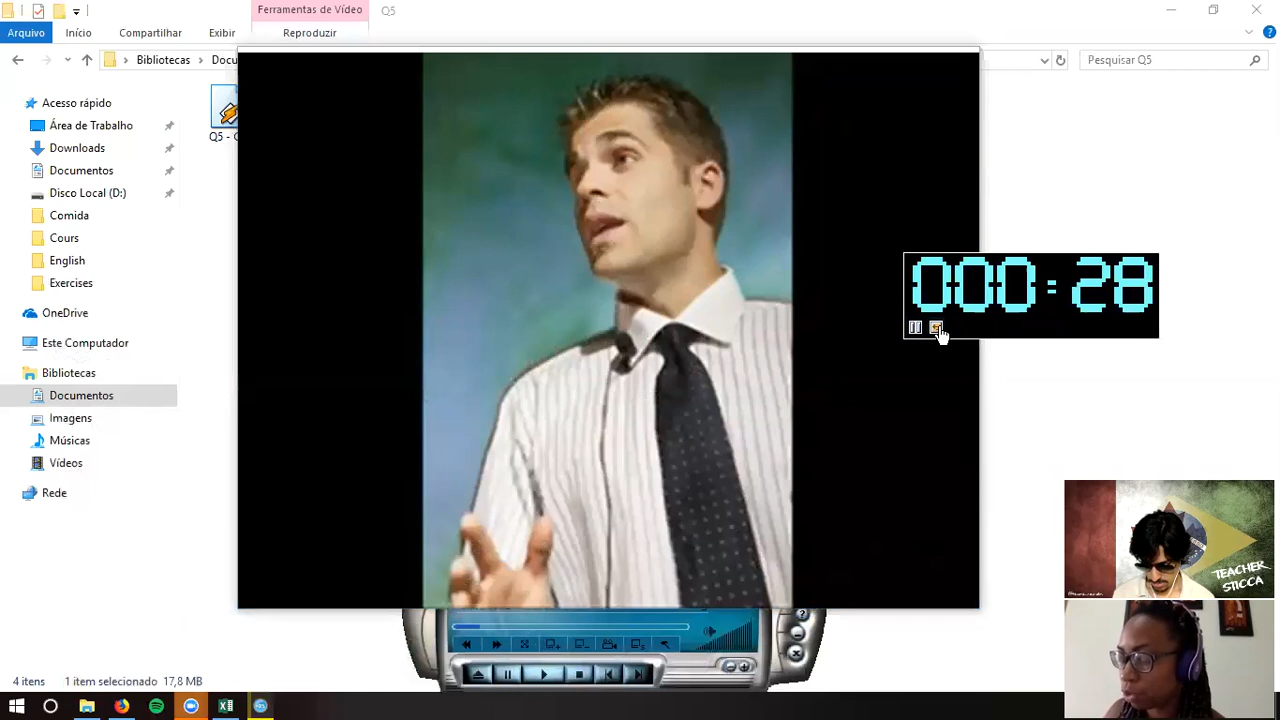 Ferramentas de Vídeo
Q5
Arquivo
Início
Compartilhar
Exibir
Reproduzir
Bibliotecas
Docu
Pesquisar Q5
Acesso rápido
Área de Trabalho
Downloads
Documentos
Disco Local (D:)
Comida
Cours
English
Exercises
OneDrive
Este Computador
Bibliotecas
Documentos
Imagens
Músicas
Vídeos
Rede
Q5 -
000:28
TEACHER
STICCA
4 itens
1 item selecionado 17,8 MB